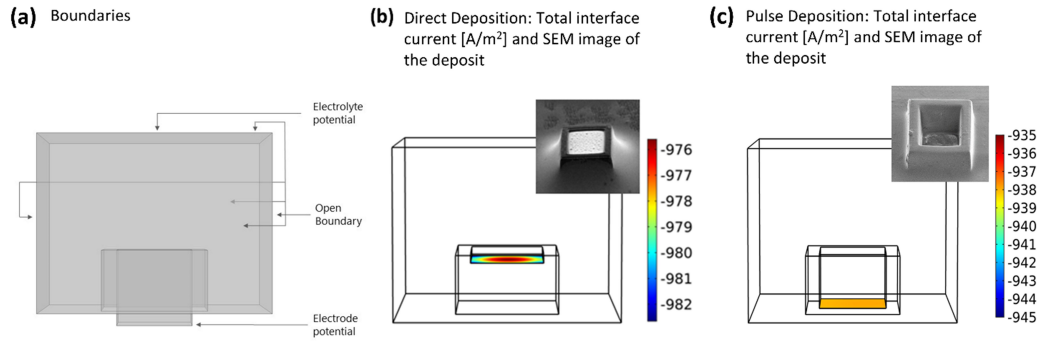 (a) Boundaries
Electrolyte
potential
Open
Boundary
Electrode
potential
(b) Direct Deposition: Total interface
current [A/m²] and SEM image of
the deposit
-976
-977
-978
-979
-980
-981
-982
(c) Pulse Deposition: Total interface
current [A/m²] and SEM image of
the deposit
-935
-936
-937
-938
-939
-940
-941
-942
-943
-944
-945